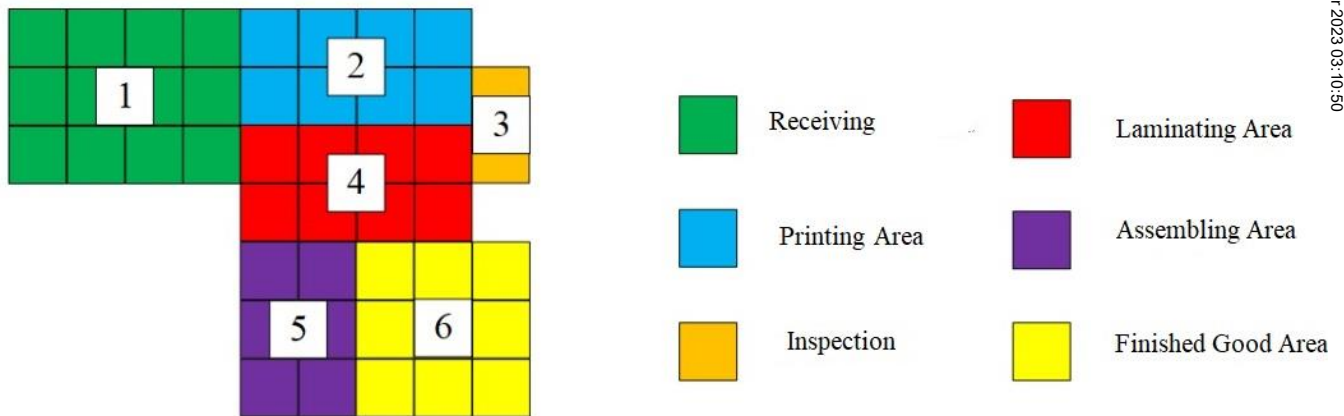 1
2
3
4
5
6
Receiving
Laminating Area
Printing Area
Assembling Area
Inspection
Finished Good Area
2023 03:10:50